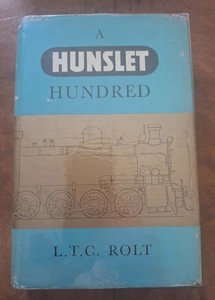 A
HUNSLET
HUNDRED
L.T.C. ROLT